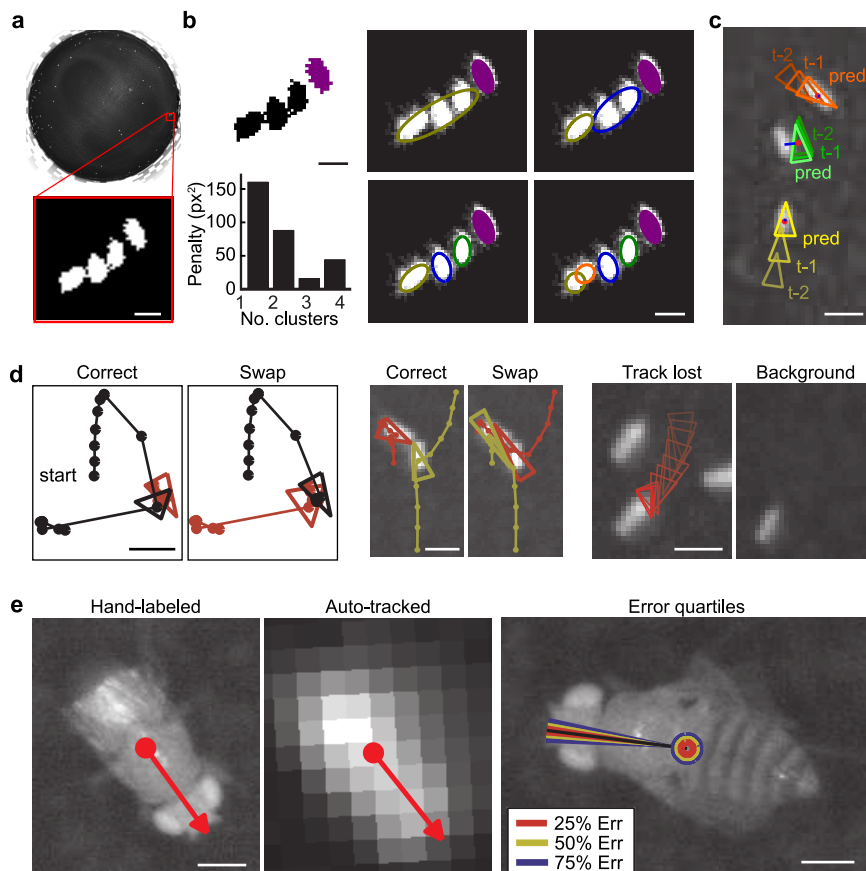 a
b
c
150
100
50
0
Penalty (px²)
1 2 3 4
No. clusters
t-2
t-1
pred
t-2
t-1
pred
pred
t-1
t-2
d
Correct
Swap
start
Correct
Swap
Track lost
Background
e
Hand-labeled
Auto-tracked
Error quartiles
25% Err
50% Err
75% Err